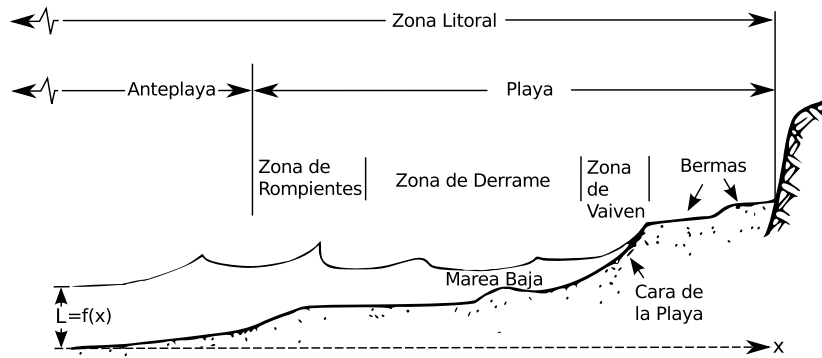 Zona Litoral
Anteplaya
Playa
Zona de
Rompientes
Zona de Derrame
Zona
de
Vaiven
Bermas
Marea Baja
Cara de
la Playa
L=f(x)
x